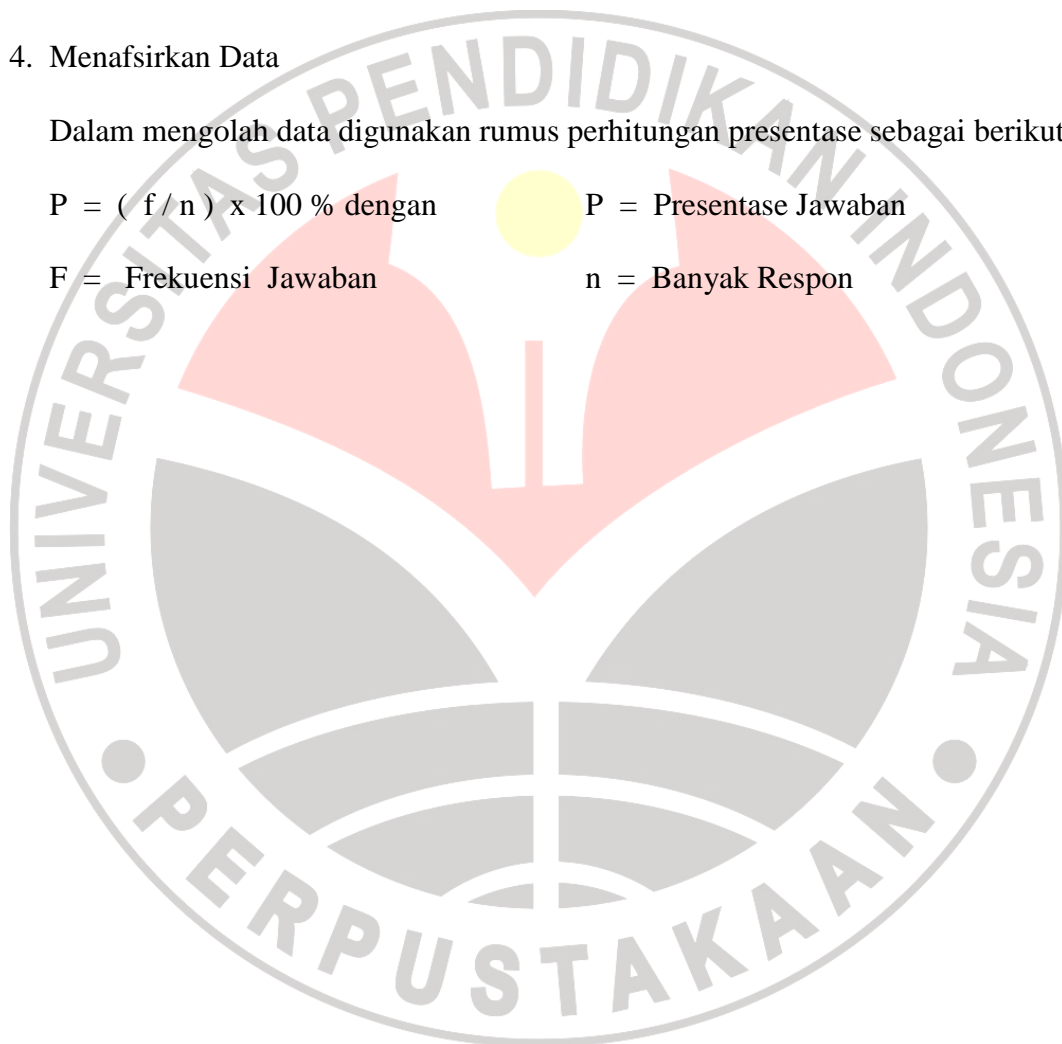 4. Menafsirkan Data
Dalam mengolah data digunakan rumus perhitungan presentase sebagai berikut
P = ( f / n ) x 100 % dengan P = Presentase Jawaban
F = Frekuensi Jawaban n = Banyak Respon
UNIVERSITAS PENDIDIKAN INDONESIA
PERPUSTAKAAN